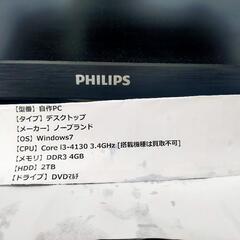 PHILIPS
【型番】自作PC
【タイプ】デスクトップ
【メーカー】ノーブランド
【OS】Windows7
【CPU】Core i3-4130 3.4GHz [搭載機種は買取不可]
【メモリ】DDR3 4GB
【HDD】2TB
【ドライブ】DVDﾏﾙﾁ